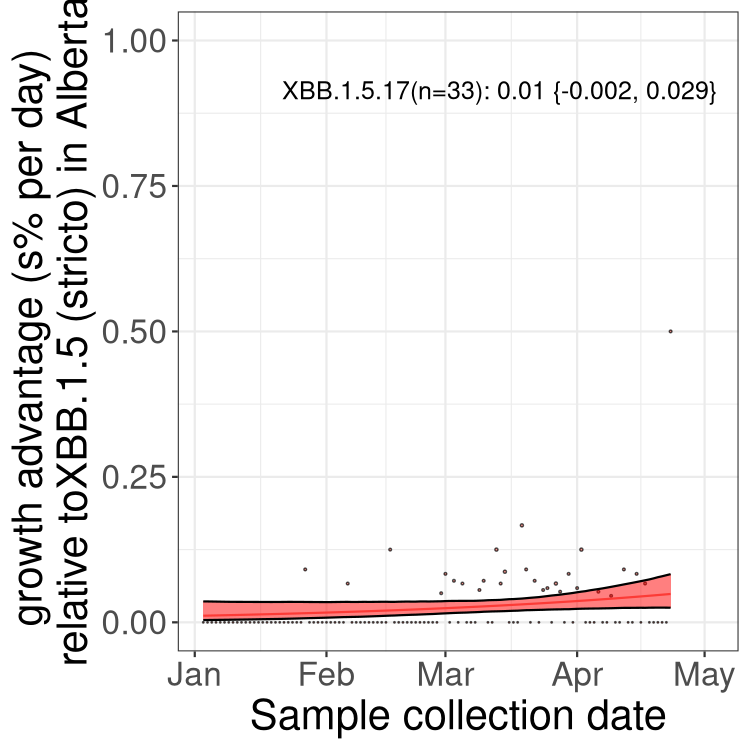 growth advantage (s% per day)
relative toXBB.1.5 (stricto) in Alberta
1.00
0.75
0.50
0.25
0.00
XBB.1.5.17(n=33): 0.01 {-0.002, 0.029}
Jan Feb Mar Apr May
Sample collection date